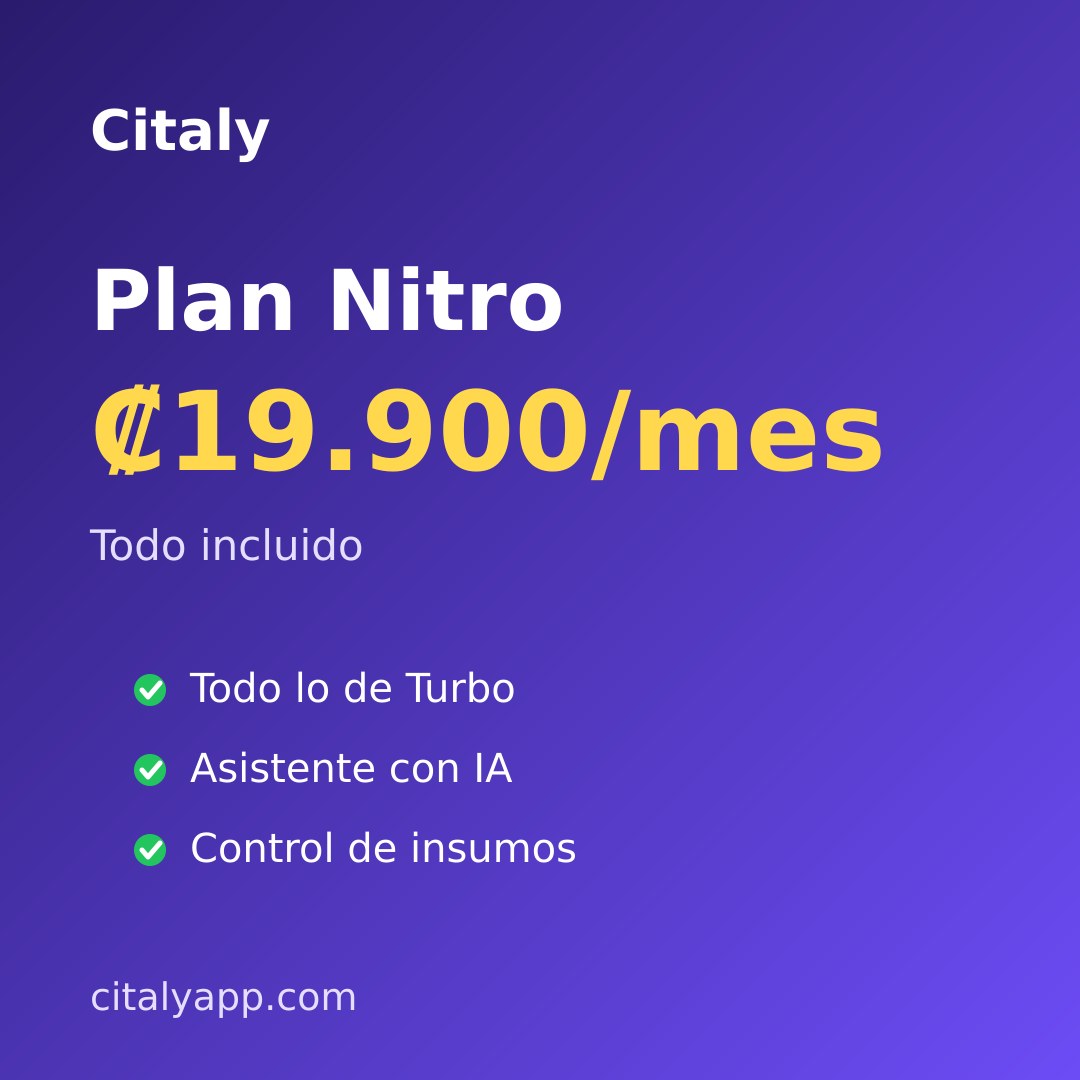 Citaly
Plan Nitro
₡19.900/mes
Todo incluido
Todo lo de Turbo
Asistente con IA
Control de insumos
citalyapp.com